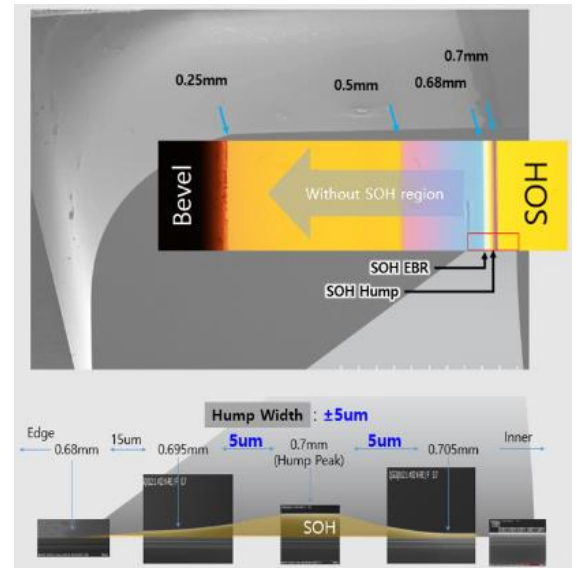 0.7mm
0.25mm
0.5mm
0.68mm
Bevel
Without SOH region
SOH
SOH EBR
SOH Hump
Hump Width : ±5um
Edge
15um
5um
5um
Inner
0.68mm
0.695mm
0.7mm
(Hump Peak)
0.705mm
SOH